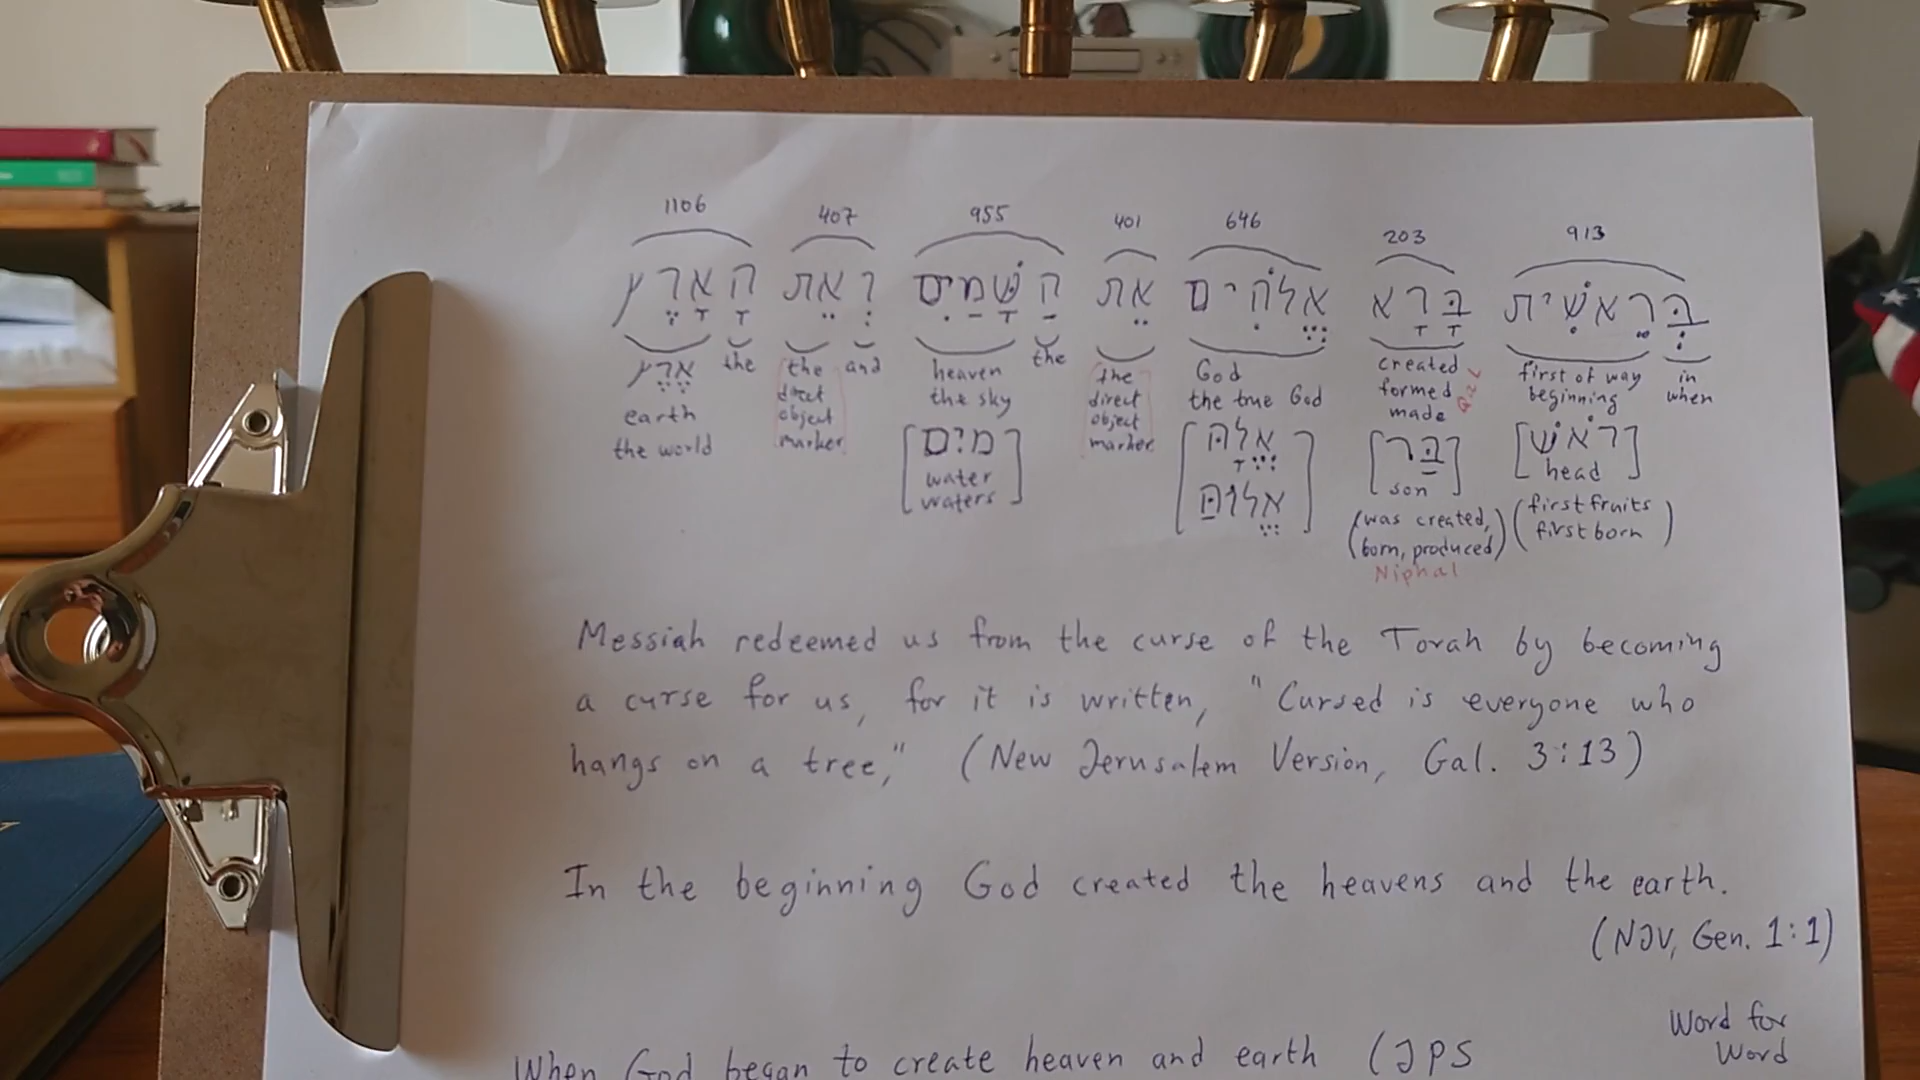 1106 407 955 401 646 203 913
בְּרֵאשִׁית בָּרָא אֱלֹהִים אֵת הַשָּׁמַיִם וְאֵת הָאָרֶץ
אֶרֶץ the the and heaven the the God created first of way in
earth direct the sky direct the true God formed beginning when
the world object object made Qal
marker marker
[מים] [אלה] [בַּר] [רֹאשׁ]
water son head
waters [אלוהּ]
(was created, (first fruits
born, produced) first born)
Niphal
Messiah redeemed us from the curse of the Torah by becoming
a curse for us, for it is written, "Cursed is everyone who
hangs on a tree," (New Jerusalem Version, Gal. 3:13)
In the beginning God created the heavens and the earth.
(NJV, Gen. 1:1)
Word for
Word
When God began to create heaven and earth (JPS